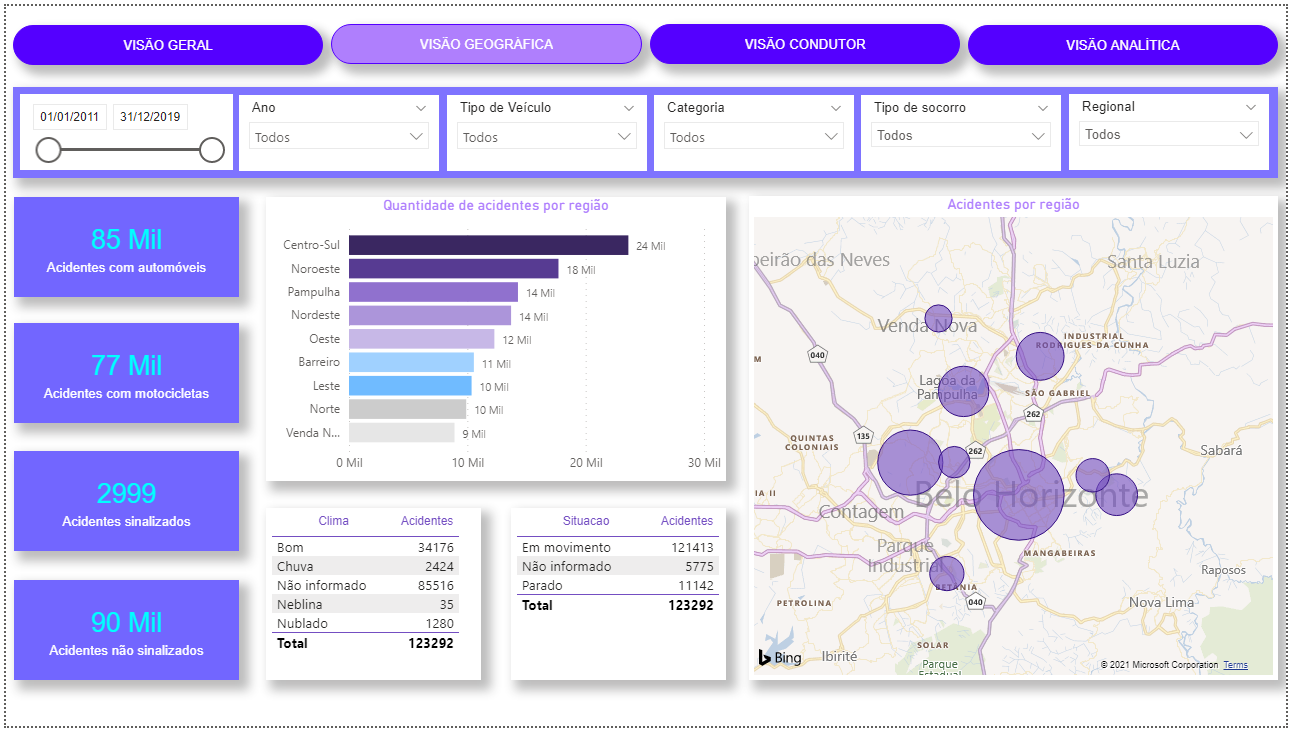 VISÃO GERAL
VISÃO GEOGRÁFICA
VISÃO CONDUTOR
VISÃO ANALÍTICA
01/01/2011 31/12/2019
Ano
Todos
Tipo de Veículo
Todos
Categoria
Todos
Tipo de socorro
Todos
Regional
Todos
85 Mil
Acidentes com automóveis
77 Mil
Acidentes com motocicletas
2999
Acidentes sinalizados
90 Mil
Acidentes não sinalizados
Quantidade de acidentes por região
Centro-Sul 24 Mil
Noroeste 18 Mil
Pampulha 14 Mil
Nordeste 14 Mil
Oeste 12 Mil
Barreiro 11 Mil
Leste 10 Mil
Norte 10 Mil
Venda N... 9 Mil
0 Mil 10 Mil 20 Mil 30 Mil
Clima Acidentes
Bom 34176
Chuva 2424
Não informado 85516
Neblina 35
Nublado 1280
Total 123292
Situacao Acidentes
Em movimento 121413
Não informado 5775
Parado 11142
Total 123292
Acidentes por região
beirão das Neves
Santa Luzia
Venda Nova
INDUSTRIAL
RODRIGUES DA CUNHA
M
040
Lagoa da
Pampulha
SÃO GABRIEL
262
135
QUINTAS
COLONIAIS
262
Sabará
IA II
Belo Horizonte
Contagem
Parque
Industrial
MANGABEIRAS
BETÂNIA
Raposos
040
PETROLINA
Nova Lima
SOLAR
Ibirité
Parque
Estadual
Bing
© 2021 Microsoft Corporation Terms